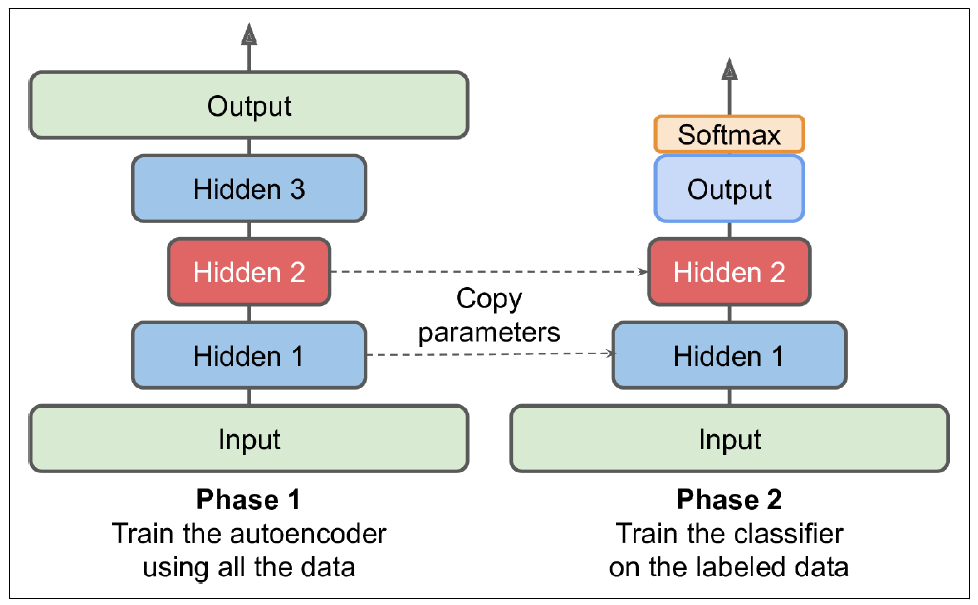 Output
Hidden 3
Hidden 2
Hidden 1
Input
Phase 1
Train the autoencoder
using all the data
Copy
parameters
Softmax
Output
Hidden 2
Hidden 1
Input
Phase 2
Train the classifier
on the labeled data